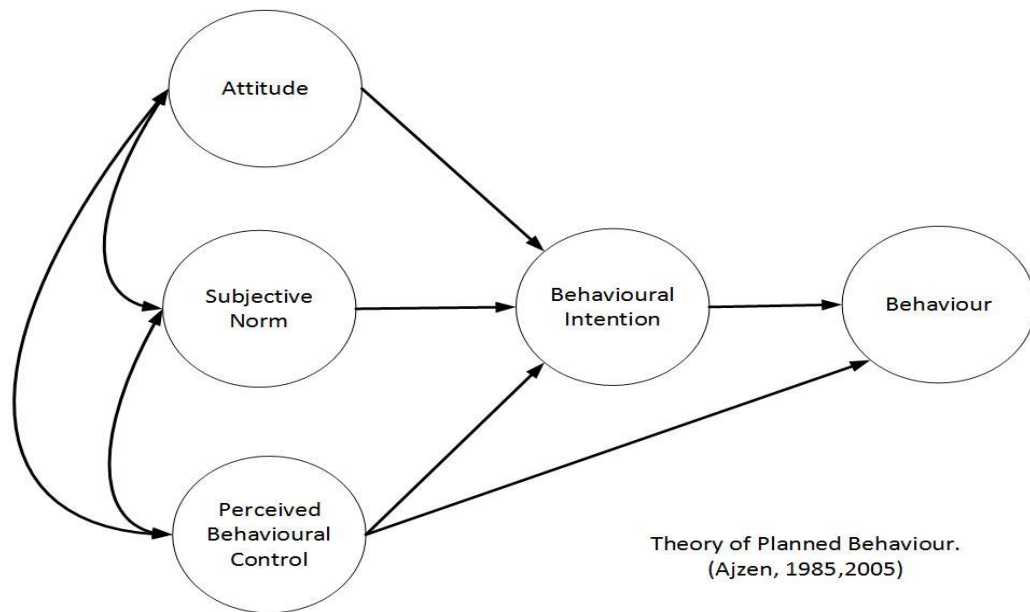 Attitude
Subjective
Norm
Behavioural
Intention
Behaviour
Perceived
Behavioural
Control
Theory of Planned Behaviour.
(Ajzen, 1985,2005)